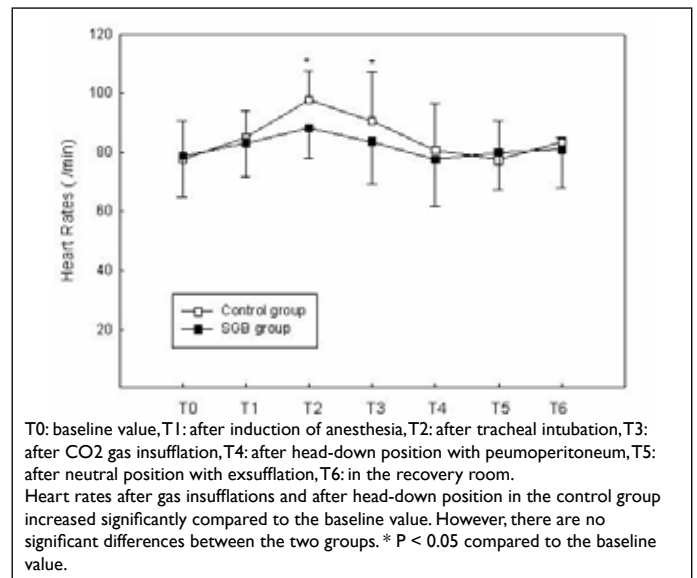 120
100
80
60
40
20
Heart Rates ( /min)
*
*
Control group
SGB group
T0 T1 T2 T3 T4 T5 T6
T0: baseline value, T1: after induction of anesthesia, T2: after tracheal intubation, T3:
after CO2 gas insufflation, T4: after head-down position with peumoperitoneum, T5:
after neutral position with exsufflation, T6: in the recovery room.
Heart rates after gas insufflations and after head-down position in the control group
increased significantly compared to the baseline value. However, there are no
significant differences between the two groups. * P < 0.05 compared to the baseline
value.